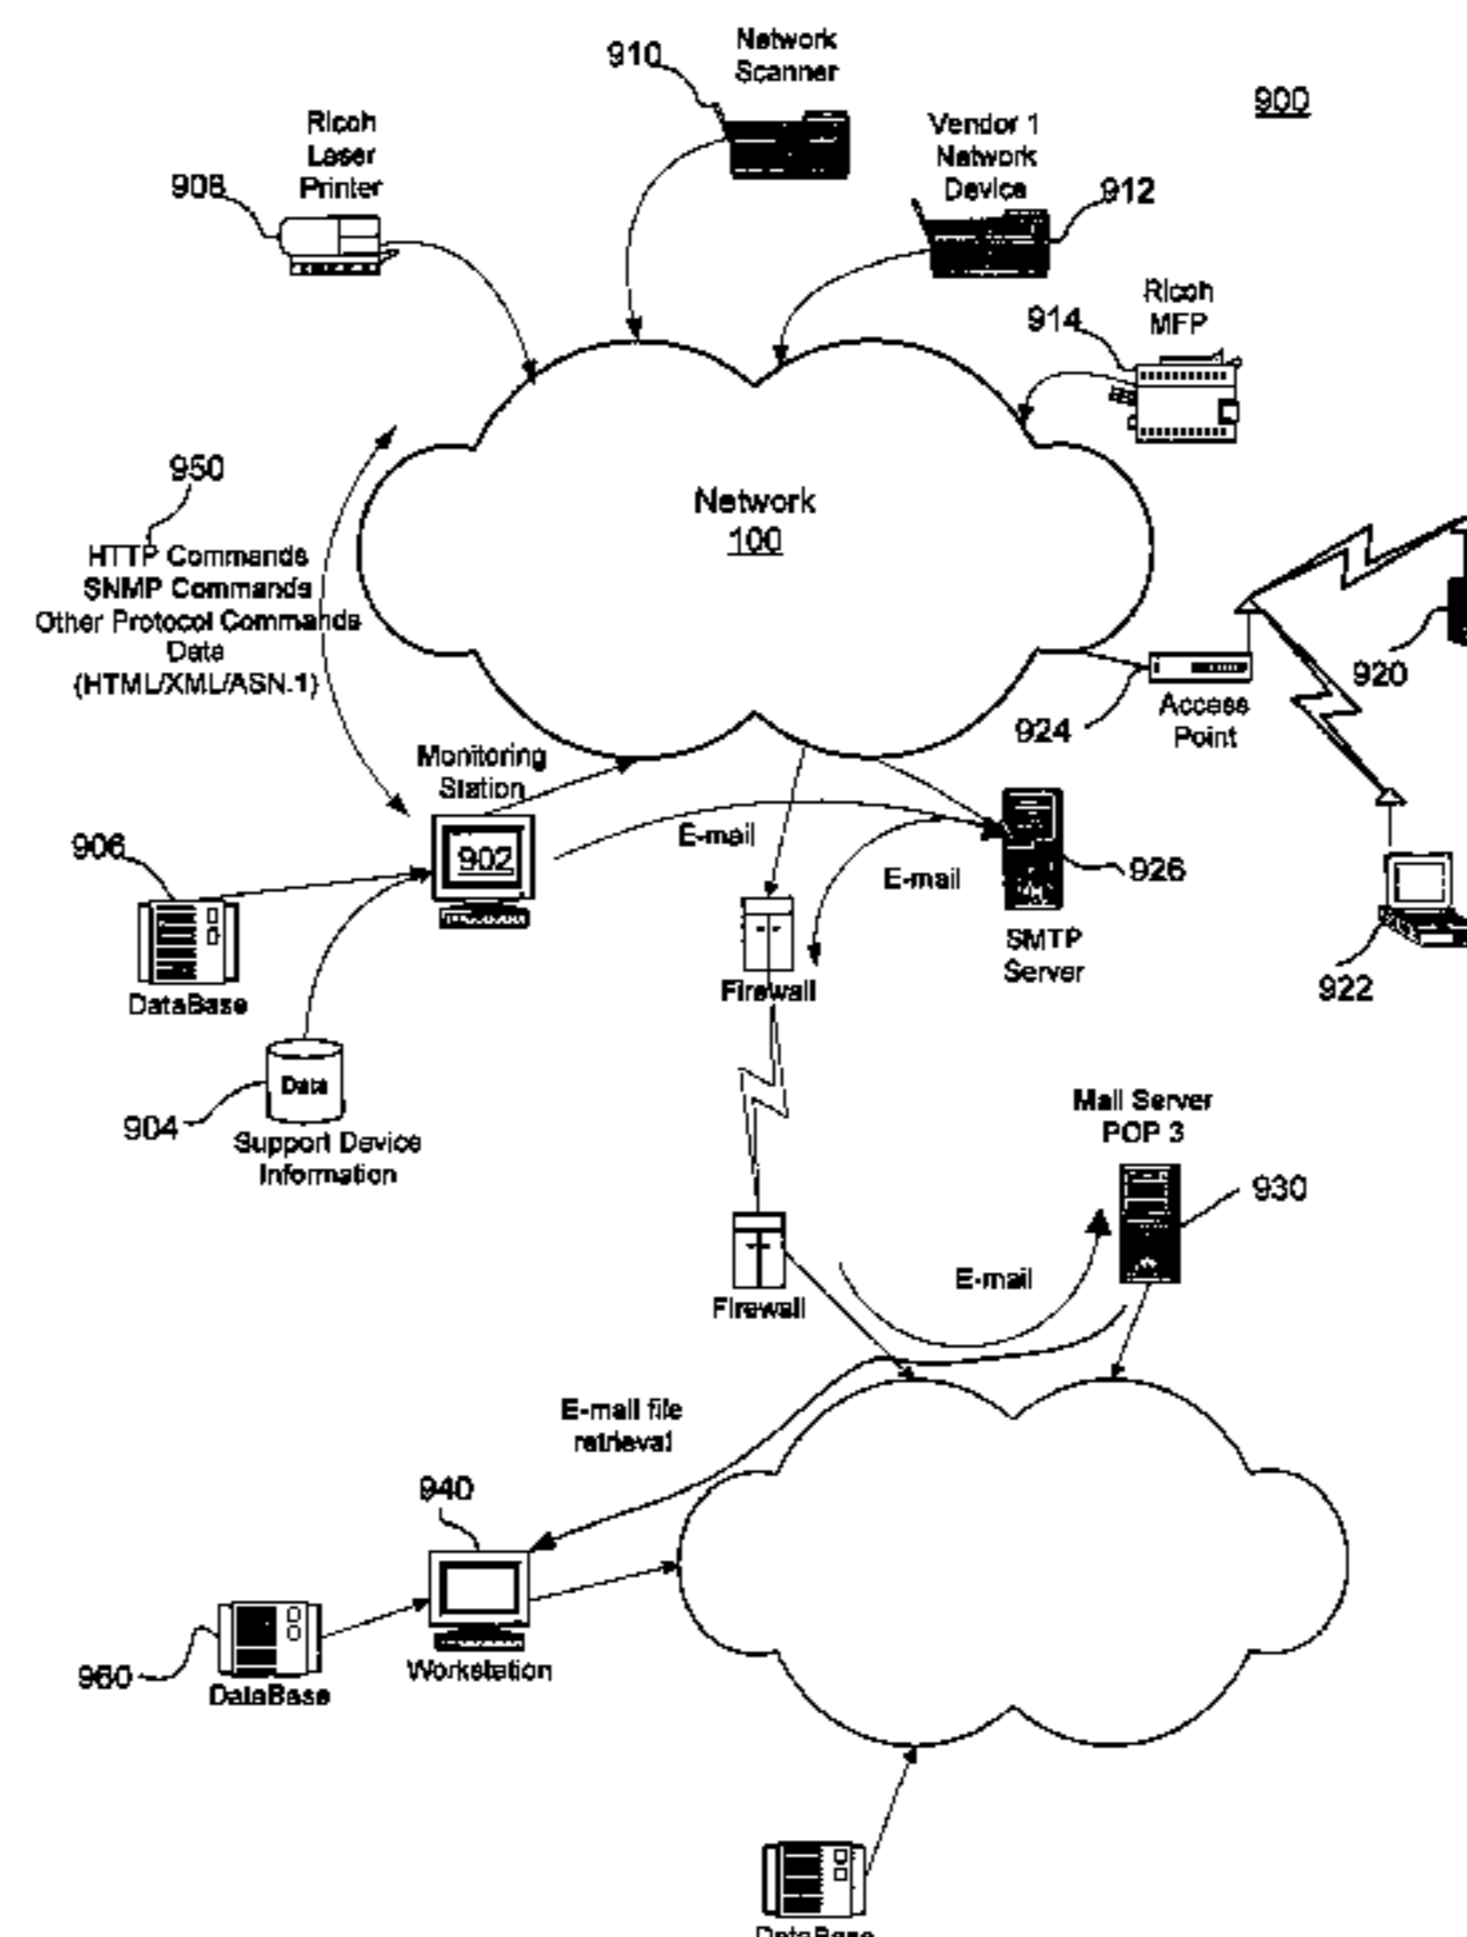 910
Network
Scanner
900
Ricoh
Laser
Printer
908
Vendor 1
Network
Device
912
Ricoh
MFP
914
950
HTTP Commands
SNMP Commands
Other Protocol Commands
Data
(HTML/XML/ASN.1)
Network
100
920
924
Access
Point
Monitoring
Station
902
E-mail
E-mail
926
SMTP
Server
906
DataBase
Firewall
922
Data
904
Support Device
Information
Mail Server
POP 3
930
Firewall
E-mail
E-mail file
retrieval
940
Workstation
960
DataBase
DataBase